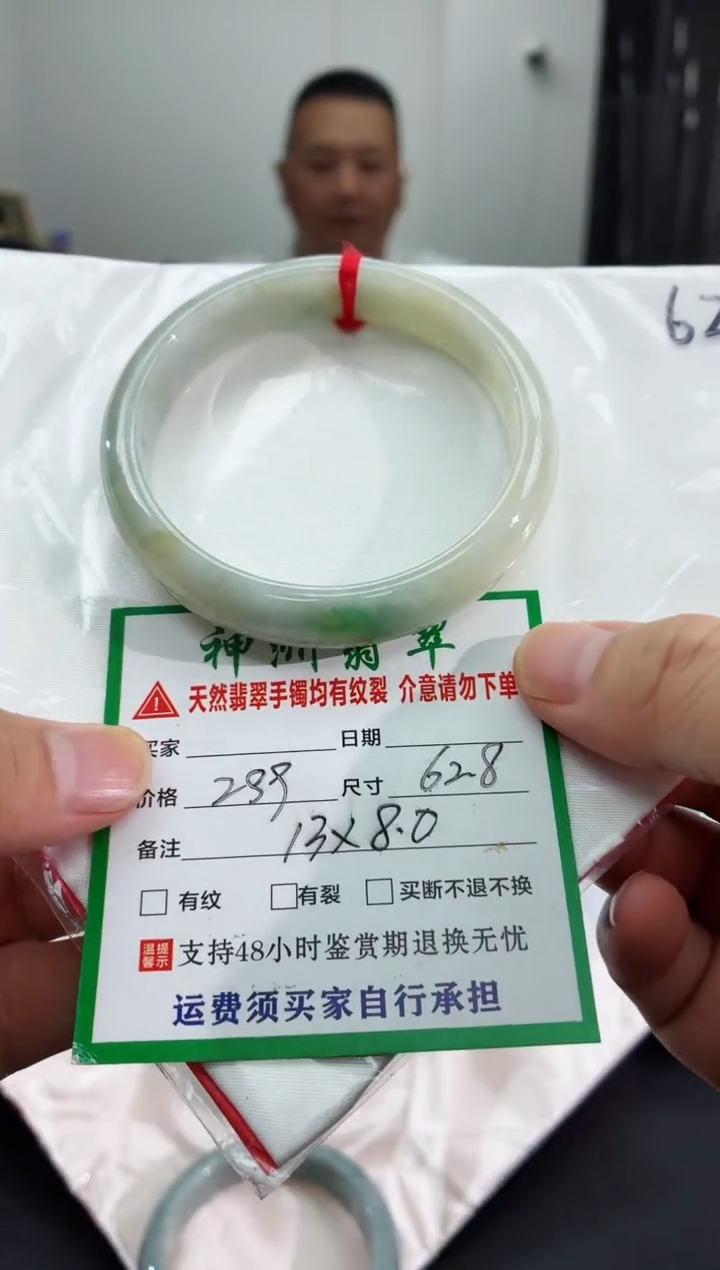 神洲翡翠
天然翡翠手镯均有纹裂 介意请勿下单
买家 日期
价格 299 尺寸 62.8
备注 13X8.0
有纹 有裂 买断不退不换
温馨提示 支持48小时鉴赏期退换无忧
运费须买家自行承担